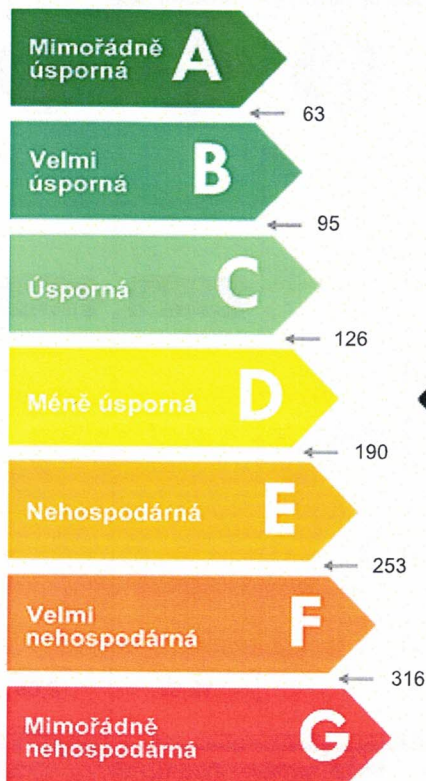 Mimořádně
úsporná
A
63
Velmi
úsporná
B
95
Úsporná
C
126
Méně úsporná
D
190
Nehospodárná
E
253
Velmi
nehospodárná
F
316
Mimořádně
nehospodárná
G